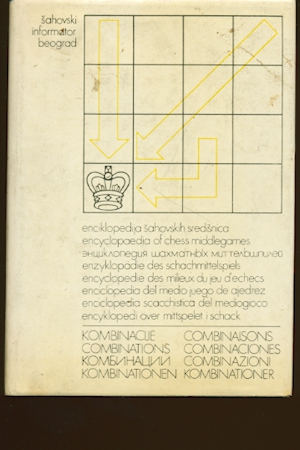 šahovski
informator
beograd
enciklopedija šahovskih središnica
encyclopaedia of chess middlegames
энциклопедия шахматных миттельшпилей
enzyklopädie des schachmittelspiels
encyclopedie des milieux du jeu d'echecs
enciclopedia del medio juego de ajedrez
enciclopedia scacchistica del mediogioco
encyklopedi över mittspelet i schack
KOMBINACIJE COMBINAISONS
COMBINATIONS COMBINACIONES
КОМБИНАЦИИ COMBINAZIONI
KOMBINATIONEN KOMBINATIONER